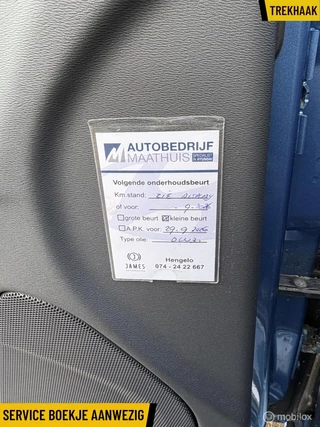 TREKHAAK
AUTOBEDRIJF
MAATHUIS
Volgende onderhoudsbeurt
Km.stand: ZIE
of voor:
grote beurt kleine beurt
A.P.K. voor:
Type olie:
JAMES
Hengelo
074 - 24 22 667
SERVICE BOEKJE AANWEZIG
mobilox